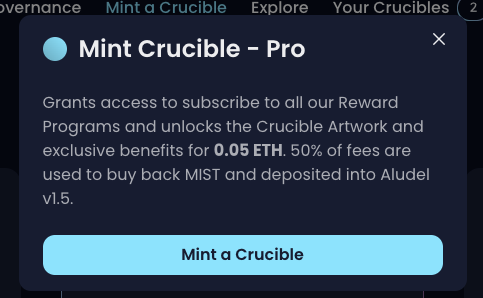 overnance Mint a Crucible Explore Your Crucibles 2
Mint Crucible - Pro
Grants access to subscribe to all our Reward
Programs and unlocks the Crucible Artwork and
exclusive benefits for 0.05 ETH. 50% of fees are
used to buy back MIST and deposited into Aludel
v1.5.
Mint a Crucible